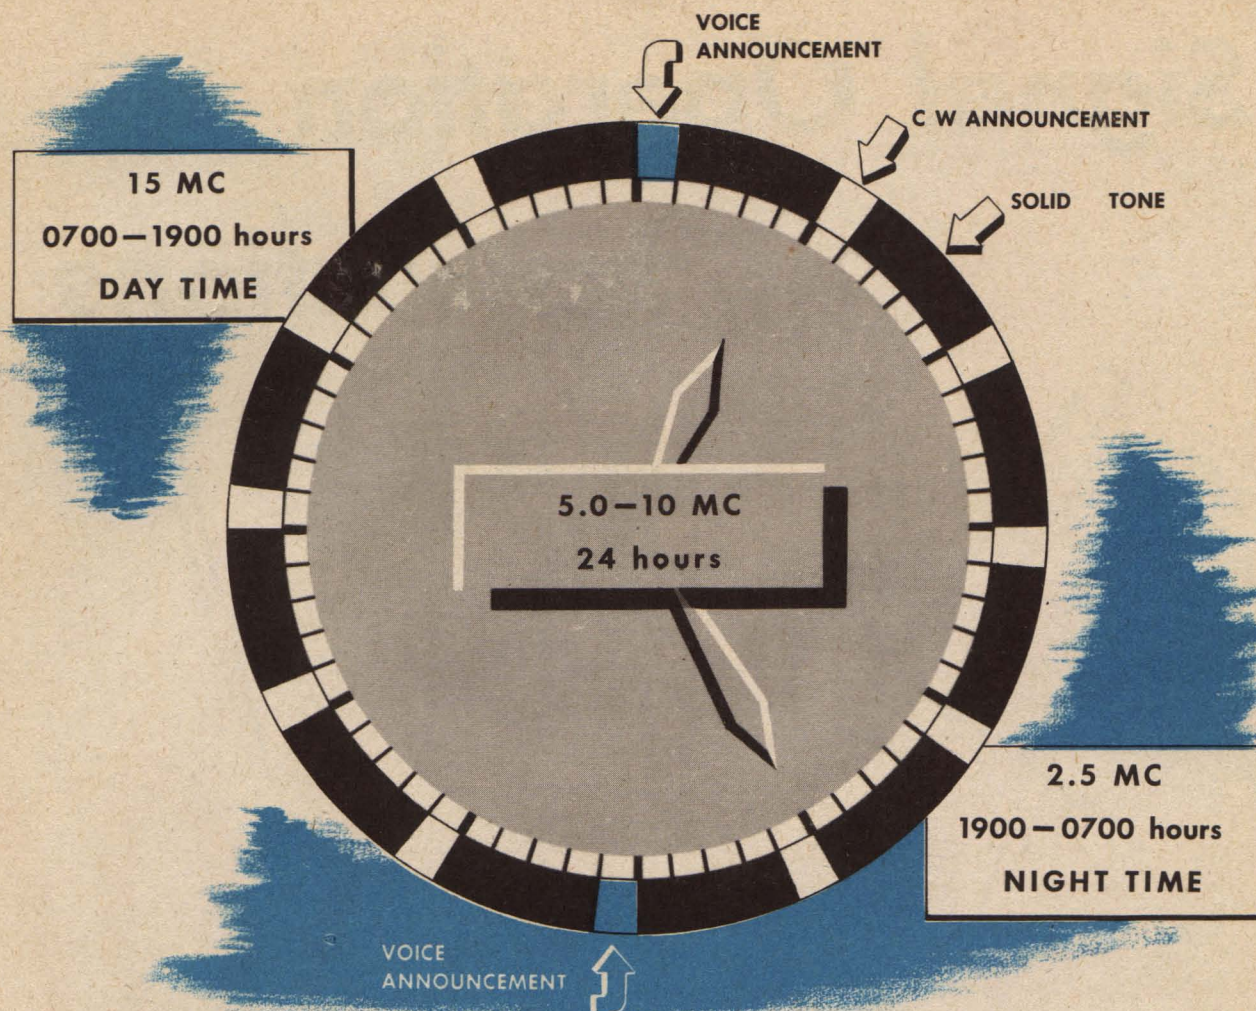 VOICE
ANNOUNCEMENT
C W ANNOUNCEMENT
SOLID TONE
15 MC
0700—1900 hours
DAY TIME
5.0—10 MC
24 hours
2.5 MC
1900—0700 hours
NIGHT TIME
VOICE
ANNOUNCEMENT